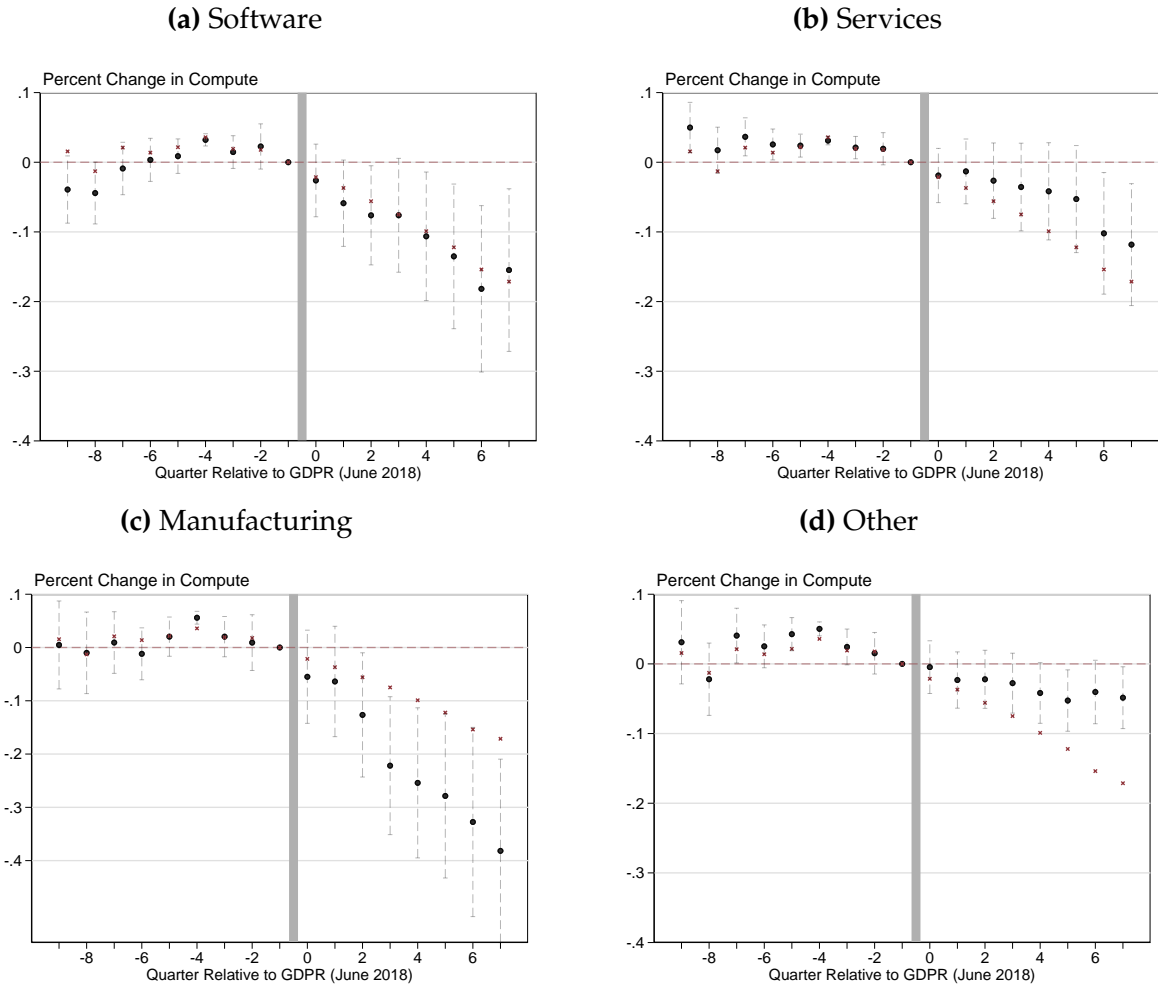 (a) Software
Percent Change in Compute
.1
0
-.1
-.2
-.3
-.4
-8 -6 -4 -2 0 2 4 6
Quarter Relative to GDPR (June 2018)
(b) Services
Percent Change in Compute
.1
0
-.1
-.2
-.3
-.4
-8 -6 -4 -2 0 2 4 6
Quarter Relative to GDPR (June 2018)
(c) Manufacturing
Percent Change in Compute
.1
0
-.1
-.2
-.3
-.4
-8 -6 -4 -2 0 2 4 6
Quarter Relative to GDPR (June 2018)
(d) Other
Percent Change in Compute
.1
0
-.1
-.2
-.3
-.4
-8 -6 -4 -2 0 2 4 6
Quarter Relative to GDPR (June 2018)